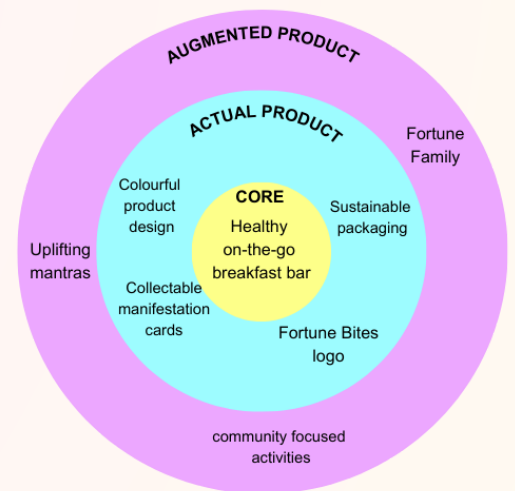 AUGMENTED PRODUCT
ACTUAL PRODUCT
Fortune
Family
Colourful
product
design
CORE
Healthy
on-the-go
breakfast bar
Sustainable
packaging
Uplifting
mantras
Collectable
manifestation
cards
Fortune Bites
logo
community focused
activities